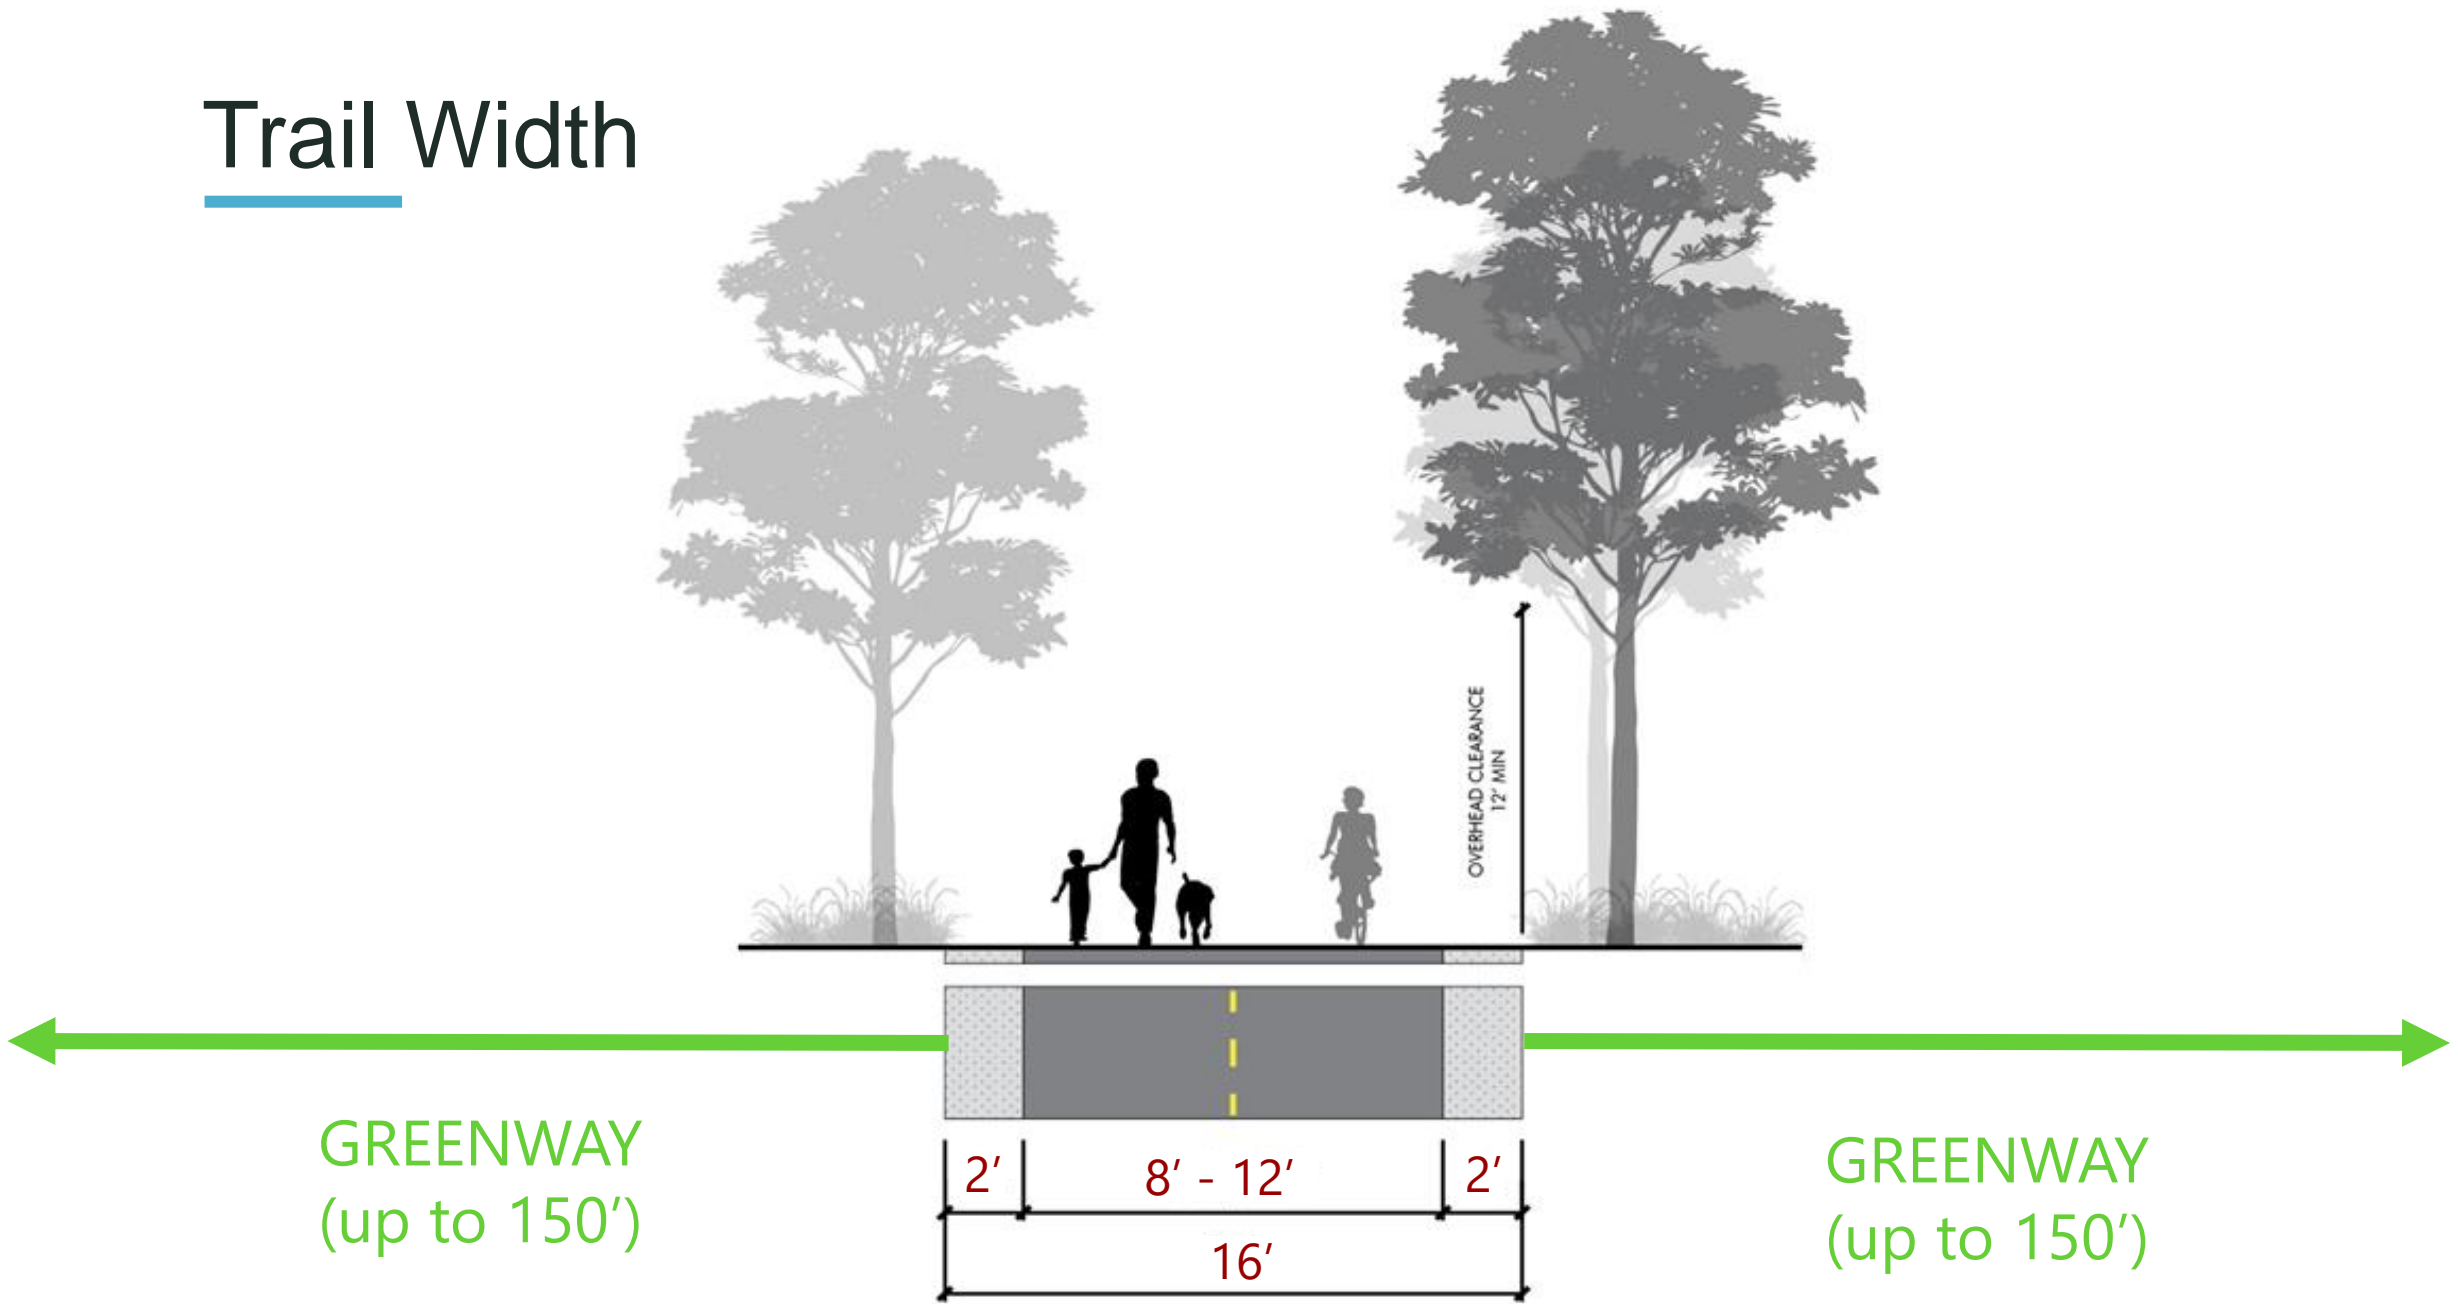 Trail Width
OVERHEAD CLEARANCE
12' MIN
GREENWAY
(up to 150′)
2′
8′ - 12′
2′
16′
GREENWAY
(up to 150′)